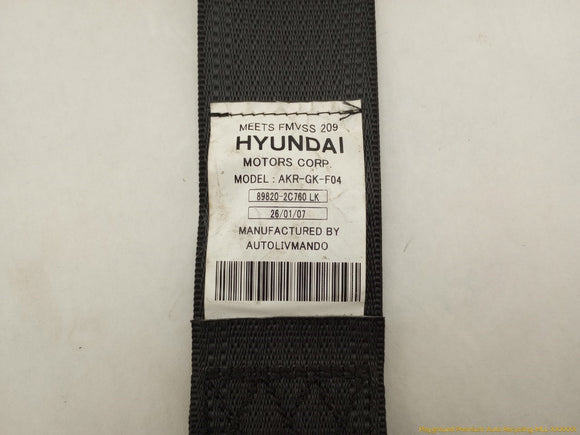 MEETS FMVSS 209
HYUNDAI
MOTORS CORP.
MODEL : AKR-GK-F04
89820-2C760 LK
26/01/07
MANUFACTURED BY
AUTOLIVMANDO